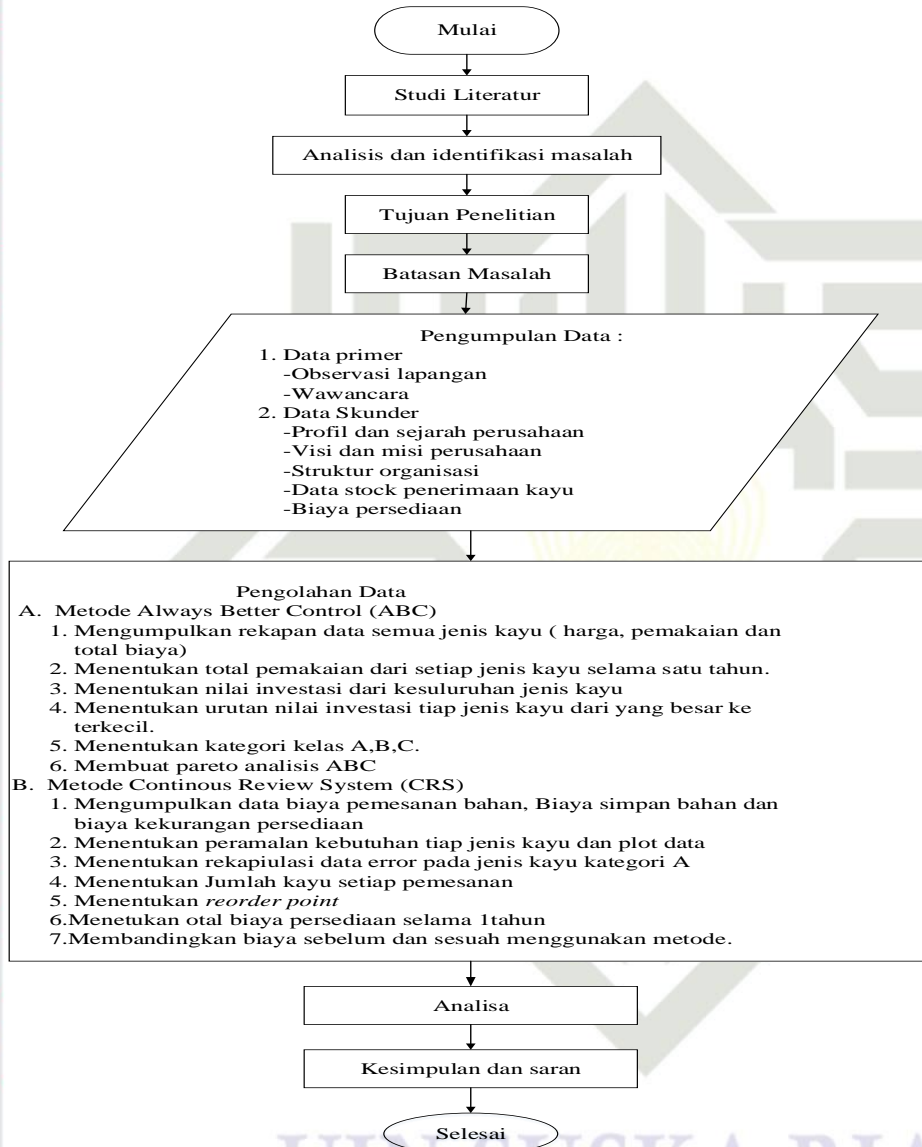 Mulai
Studi Literatur
Analisis dan identifikasi masalah
Tujuan Penelitian
Batasan Masalah
Pengumpulan Data :
1. Data primer
-Observasi lapangan
-Wawancara
2. Data Skunder
-Profil dan sejarah perusahaan
-Visi dan misi perusahaan
-Struktur organisasi
-Data stock penerimaan kayu
-Biaya persediaan
Pengolahan Data
A. Metode Always Better Control (ABC)
1. Mengumpulkan rekapan data semua jenis kayu ( harga, pemakaian dan
total biaya)
2. Menentukan total pemakaian dari setiap jenis kayu selama satu tahun.
3. Menentukan nilai investasi dari kesuluruhan jenis kayu
4. Menentukan urutan nilai investasi tiap jenis kayu dari yang besar ke
terkecil.
5. Menentukan kategori kelas A,B,C.
6. Membuat pareto analisis ABC
B. Metode Continous Review System (CRS)
1. Mengumpulkan data biaya pemesanan bahan, Biaya simpan bahan dan
biaya kekurangan persediaan
2. Menentukan peramalan kebutuhan tiap jenis kayu dan plot data
3. Menentukan rekapiulasi data error pada jenis kayu kategori A
4. Menentukan Jumlah kayu setiap pemesanan
5. Menentukan reorder point
6.Menetukan otal biaya persediaan selama 1tahun
7.Membandingkan biaya sebelum dan sesuah menggunakan metode.
Analisa
Kesimpulan dan saran
Selesai